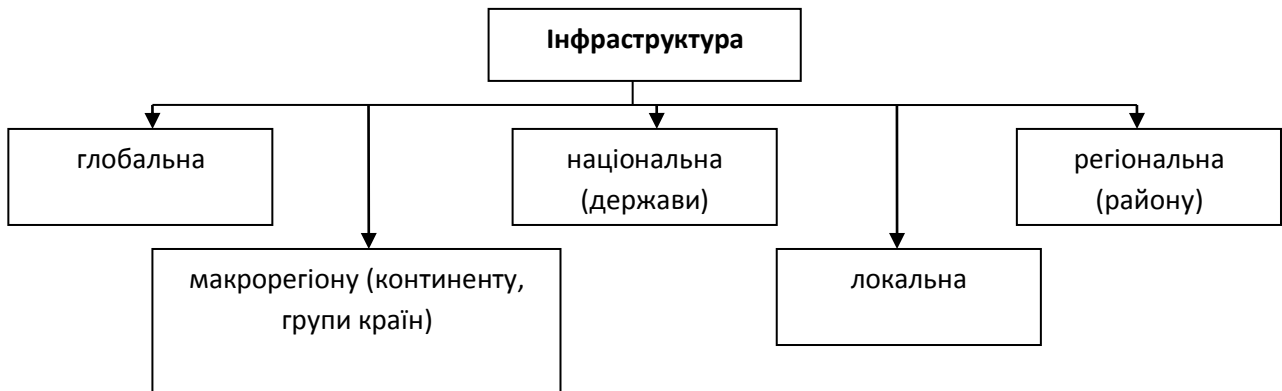 Інфраструктура
глобальна
національна
(держави)
регіональна
(району)
макрорегіону (континенту,
групи країн)
локальна